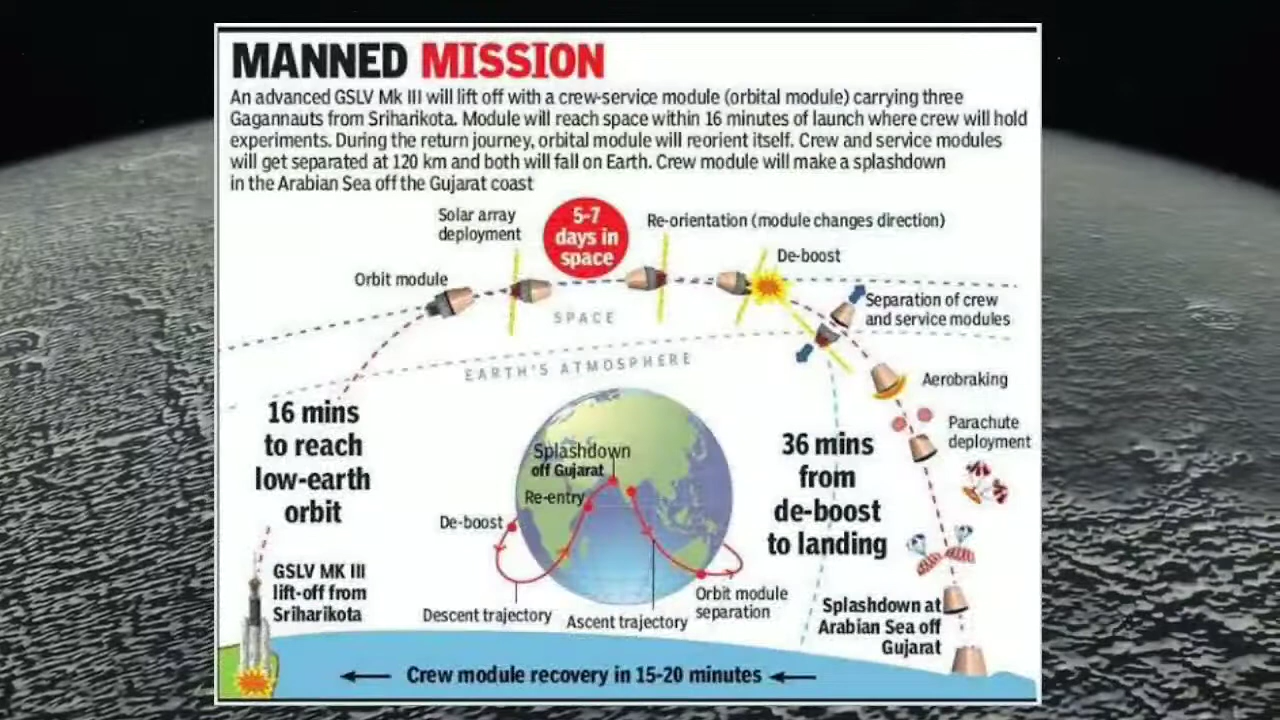 MANNED MISSION
An advanced GSLV Mk III will lift off with a crew-service module (orbital module) carrying three
Gagannauts from Sriharikota. Module will reach space within 16 minutes of launch where crew will hold
experiments. During the return journey, orbital module will reorient itself. Crew and service modules
will get separated at 120 km and both will fall on Earth. Crew module will make a splashdown
in the Arabian Sea off the Gujarat coast
Solar array
deployment
5-7
days in
space
Re-orientation (module changes direction)
De-boost
Orbit module
Separation of crew
and service modules
SPACE
EARTH'S ATMOSPHERE
Aerobraking
Parachute
deployment
16 mins
to reach
low-earth
orbit
36 mins
from
de-boost
to landing
Splashdown
off Gujarat
Re-entry
De-boost
GSLV MK III
lift-off from
Sriharikota
Descent trajectory
Ascent trajectory
Orbit module
separation
Splashdown at
Arabian Sea off
Gujarat
Crew module recovery in 15-20 minutes